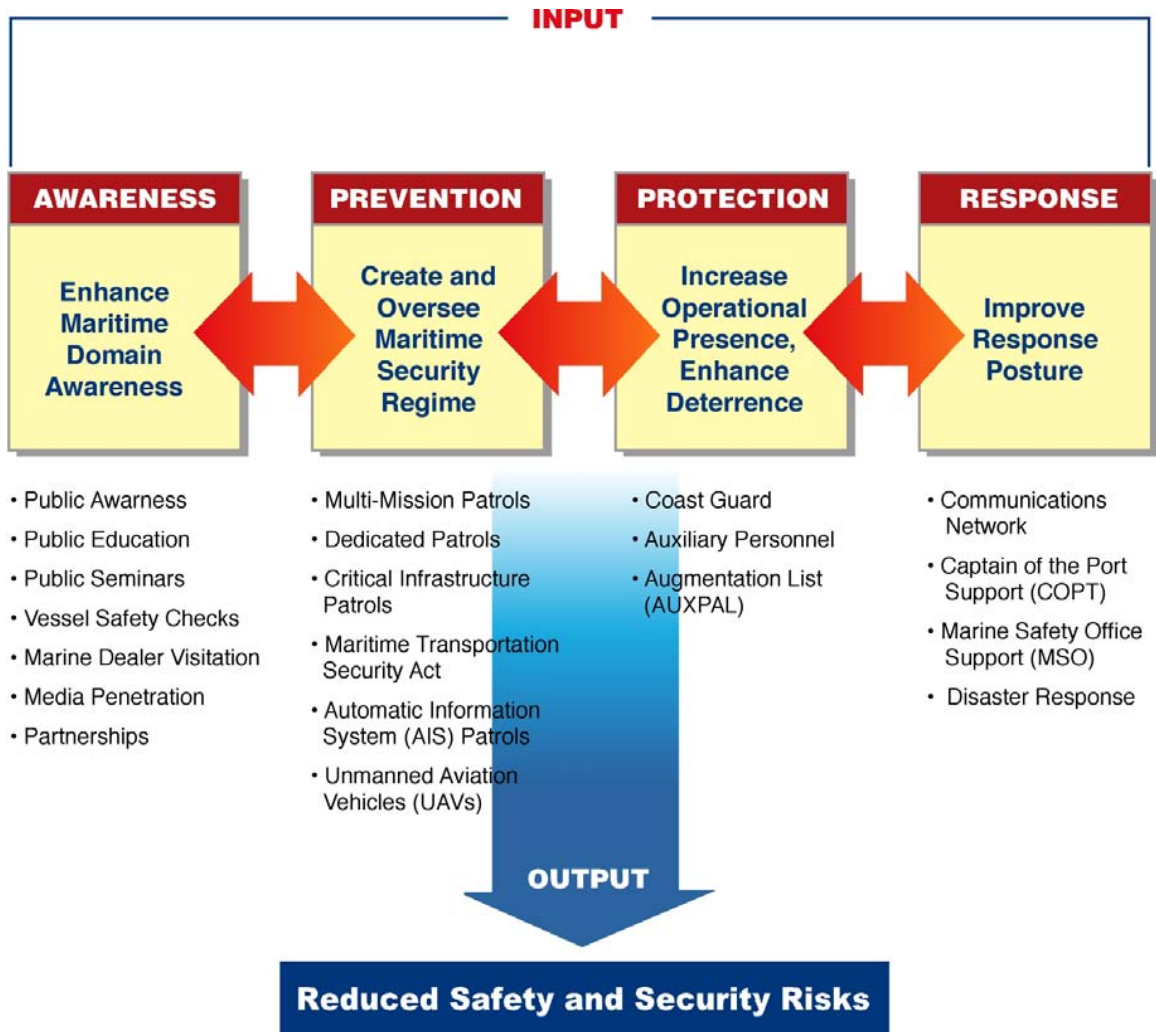 INPUT
AWARENESS
Enhance
Maritime
Domain
Awareness
• Public Awarness
• Public Education
• Public Seminars
• Vessel Safety Checks
• Marine Dealer Visitation
• Media Penetration
• Partnerships
PREVENTION
Create and
Oversee
Maritime
Security
Regime
• Multi-Mission Patrols
• Dedicated Patrols
• Critical Infrastructure
Patrols
• Maritime Transportation
Security Act
• Automatic Information
System (AIS) Patrols
• Unmanned Aviation
Vehicles (UAVs)
PROTECTION
Increase
Operational
Presence,
Enhance
Deterrence
• Coast Guard
• Auxiliary Personnel
• Augmentation List
(AUXPAL)
RESPONSE
Improve
Response
Posture
• Communications
Network
• Captain of the Port
Support (COPT)
• Marine Safety Office
Support (MSO)
• Disaster Response
OUTPUT
Reduced Safety and Security Risks